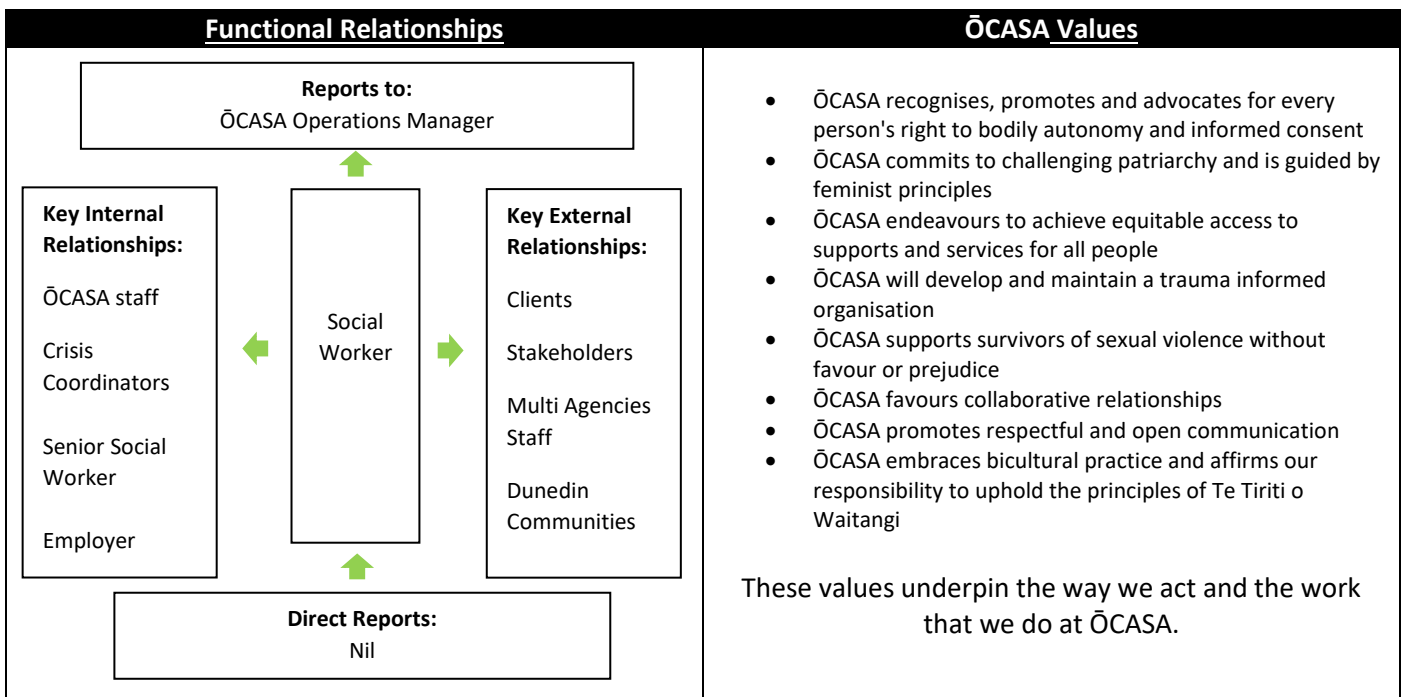 Functional Relationships
Reports to:
ŌCASA Operations Manager
Key Internal
Relationships:
ŌCASA staff
Crisis
Coordinators
Senior Social
Worker
Employer
Social
Worker
Key External
Relationships:
Clients
Stakeholders
Multi Agencies
Staff
Dunedin
Communities
Direct Reports:
Nil
ŌCASA Values
• ŌCASA recognises, promotes and advocates for every
person's right to bodily autonomy and informed consent
• ŌCASA commits to challenging patriarchy and is guided by
feminist principles
• ŌCASA endeavours to achieve equitable access to
supports and services for all people
• ŌCASA will develop and maintain a trauma informed
organisation
• ŌCASA supports survivors of sexual violence without
favour or prejudice
• ŌCASA favours collaborative relationships
• ŌCASA promotes respectful and open communication
• ŌCASA embraces bicultural practice and affirms our
responsibility to uphold the principles of Te Tiriti o
Waitangi
These values underpin the way we act and the work
that we do at ŌCASA.